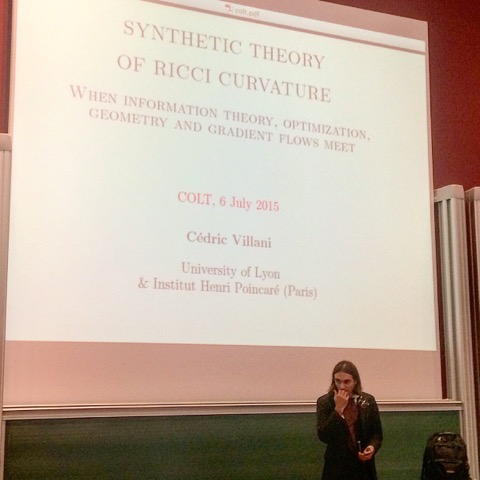 colt.pdf
SYNTHETIC THEORY
OF RICCI CURVATURE
WHEN INFORMATION THEORY, OPTIMIZATION,
GEOMETRY AND GRADIENT FLOWS MEET
COLT, 6 July 2015
Cédric Villani
University of Lyon
& Institut Henri Poincaré (Paris)